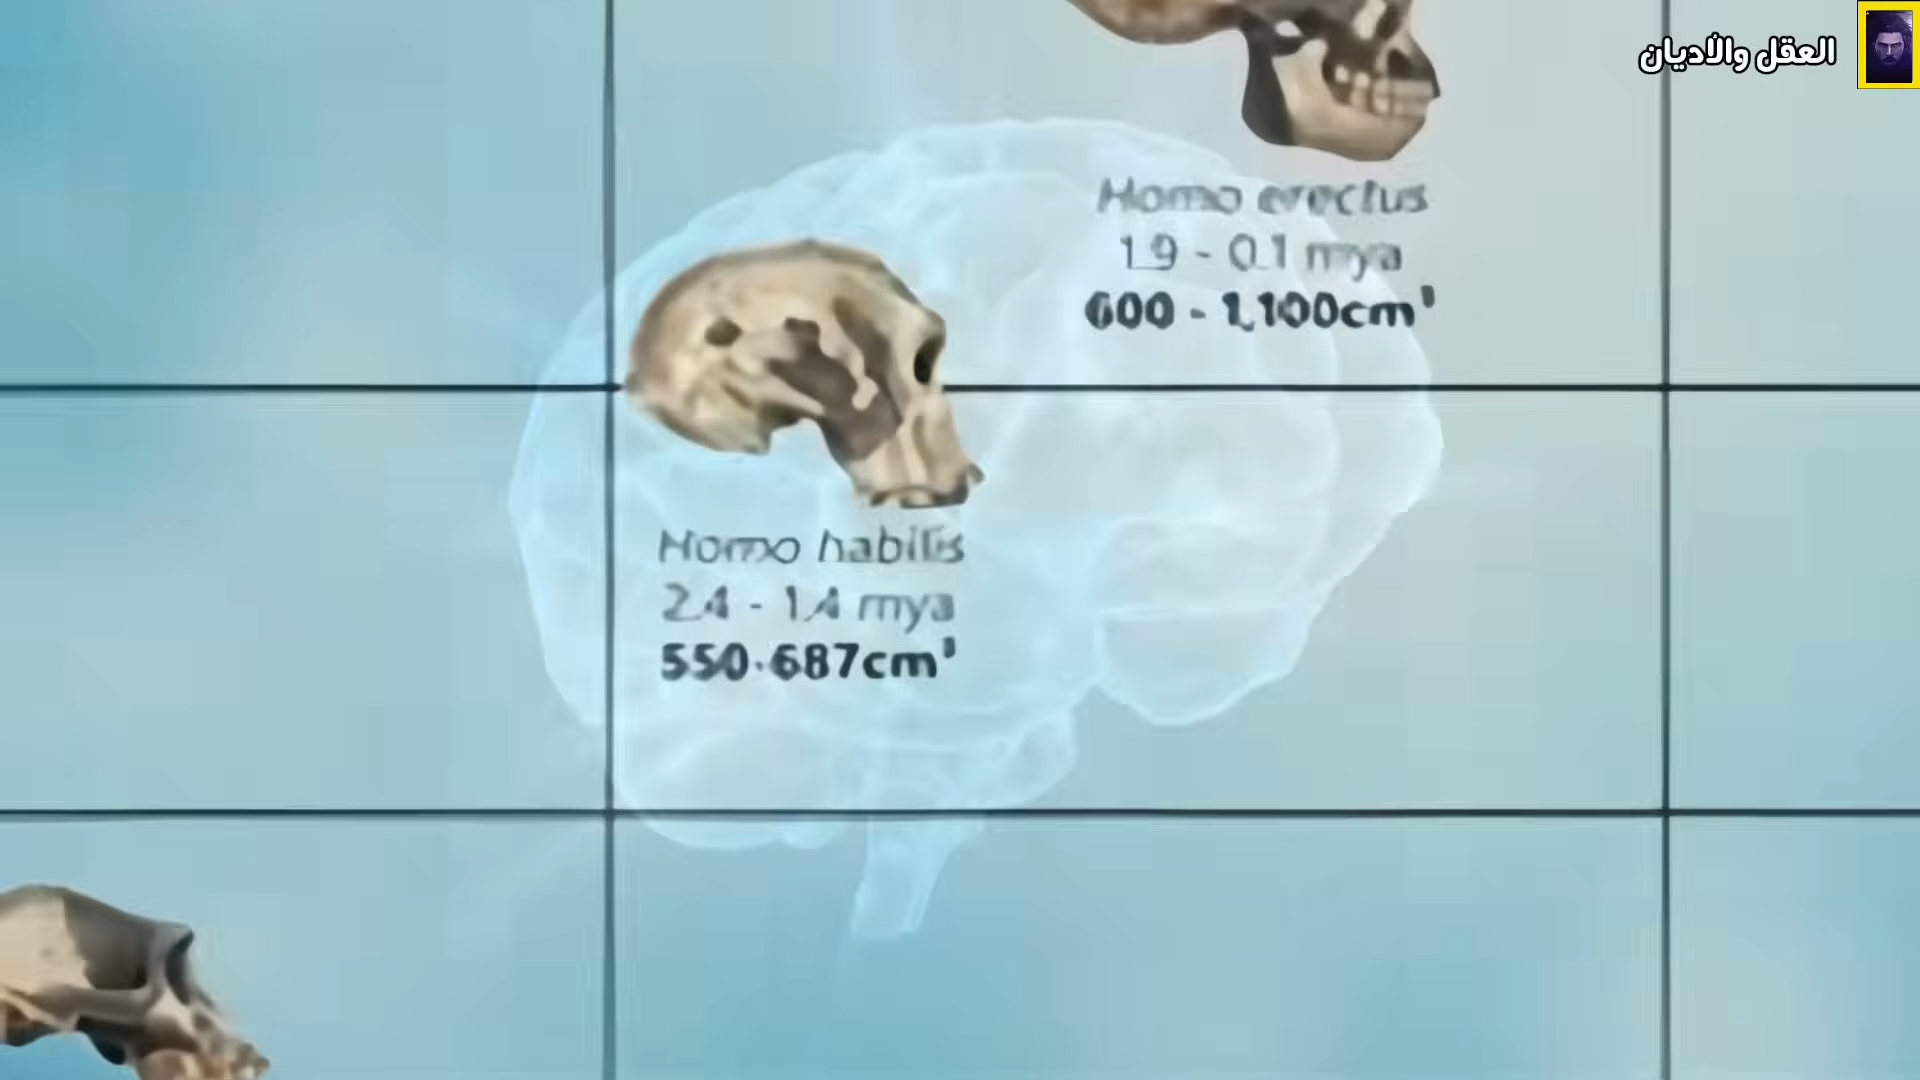 العقل والأديان
Homo erectus
1.9 - 0.1 mya
600 - 1,100cm³
Homo habilis
2.4 - 1.4 mya
550-687cm³